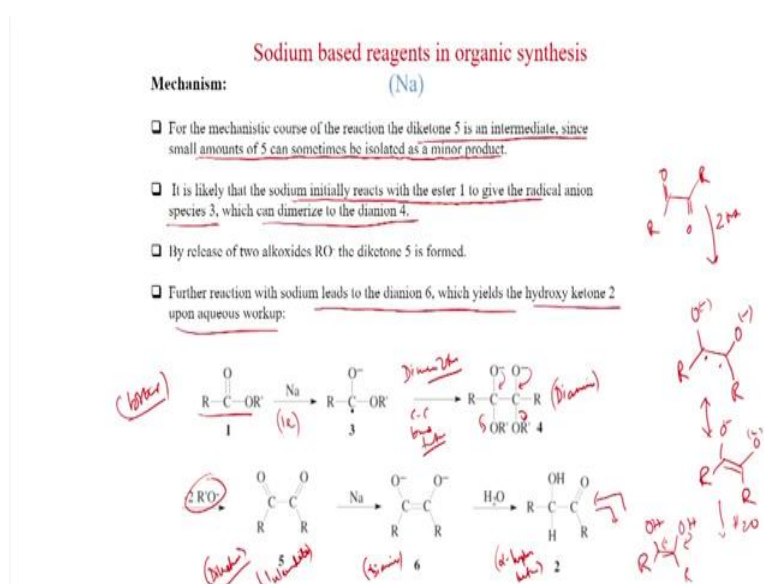 Sodium based reagents in organic synthesis
Mechanism:
(Na)
For the mechanistic course of the reaction the diketone 5 is an intermediate, since
small amounts of 5 can sometimes be isolated as a minor product.
It is likely that the sodium initially reacts with the ester 1 to give the radical anion
species 3, which can dimerize to the dianion 4.
By release of two alkoxides RO- the diketone 5 is formed.
Further reaction with sodium leads to the dianion 6, which yields the hydroxy ketone 2
upon aqueous workup:
O
R R
O
2Na
O(-) O(-)
R R
O- O(-)
R R
H2O
OH OH
R R
O O- O- O-
R-C-OR' Na R-C-OR' R-C-C-R (Dianion)
(1e) C-C OR' OR' 4
1 3
O O O- O- OH O
2 R'O- C-C Na C=C H2O R-C-C
R R R R H R
5 6 2